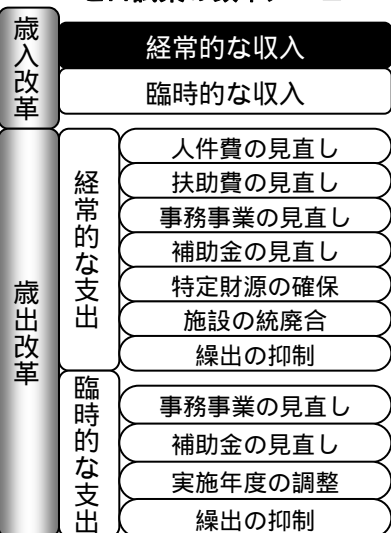 歳入改革
経常的な収入
臨時的な収入
歳出改革
経常的な支出
人件費の見直し
扶助費の見直し
事務事業の見直し
補助金の見直し
特定財源の確保
施設の統廃合
繰出の抑制
臨時的な支出
事務事業の見直し
補助金の見直し
実施年度の調整
繰出の抑制